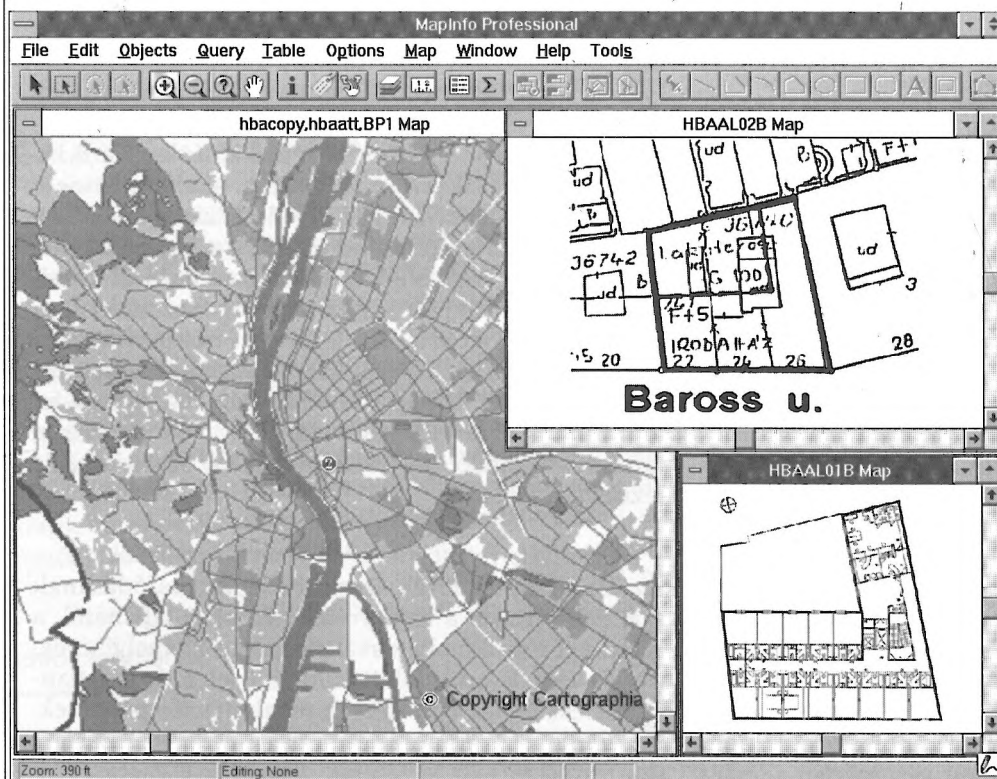 MapInfo Professional
File Edit Objects Query Table Options Map Window Help Tools
hbacopy,hbaatt,BP1 Map
© Copyright Cartographia
HBAAL02B Map
ud
ud
36742
B
ud
ud
3
F+5
IRODAHÁZ
20 22 24 26 28
Baross u.
HBAAL01B Map
Zoom: 390 ft Editing: None